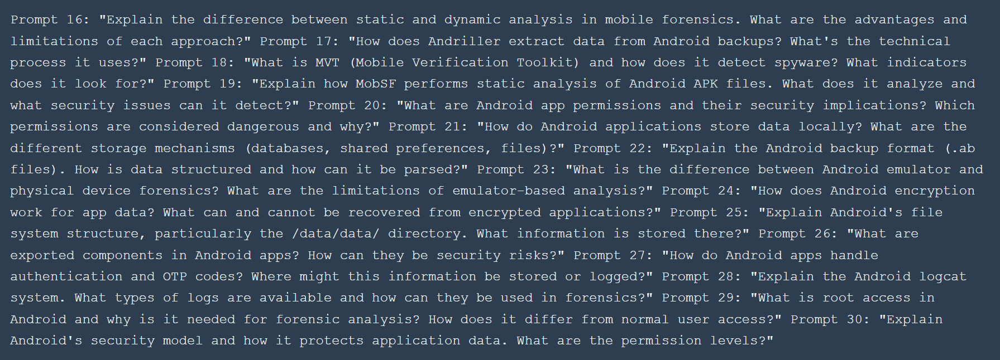 Prompt 16: "Explain the difference between static and dynamic analysis in mobile forensics. What are the advantages and
limitations of each approach?" Prompt 17: "How does Andriller extract data from Android backups? What's the technical
process it uses?" Prompt 18: "What is MVT (Mobile Verification Toolkit) and how does it detect spyware? What indicators
does it look for?" Prompt 19: "Explain how MobSF performs static analysis of Android APK files. What does it analyze and
what security issues can it detect?" Prompt 20: "What are Android app permissions and their security implications? Which
permissions are considered dangerous and why?" Prompt 21: "How do Android applications store data locally? What are the
different storage mechanisms (databases, shared preferences, files)?" Prompt 22: "Explain the Android backup format (.ab
files). How is data structured and how can it be parsed?" Prompt 23: "What is the difference between Android emulator and
physical device forensics? What are the limitations of emulator-based analysis?" Prompt 24: "How does Android encryption
work for app data? What can and cannot be recovered from encrypted applications?" Prompt 25: "Explain Android's file
system structure, particularly the /data/data/ directory. What information is stored there?" Prompt 26: "What are
exported components in Android apps? How can they be security risks?" Prompt 27: "How do Android apps handle
authentication and OTP codes? Where might this information be stored or logged?" Prompt 28: "Explain the Android logcat
system. What types of logs are available and how can they be used in forensics?" Prompt 29: "What is root access in
Android and why is it needed for forensic analysis? How does it differ from normal user access?" Prompt 30: "Explain
Android's security model and how it protects application data. What are the permission levels?"